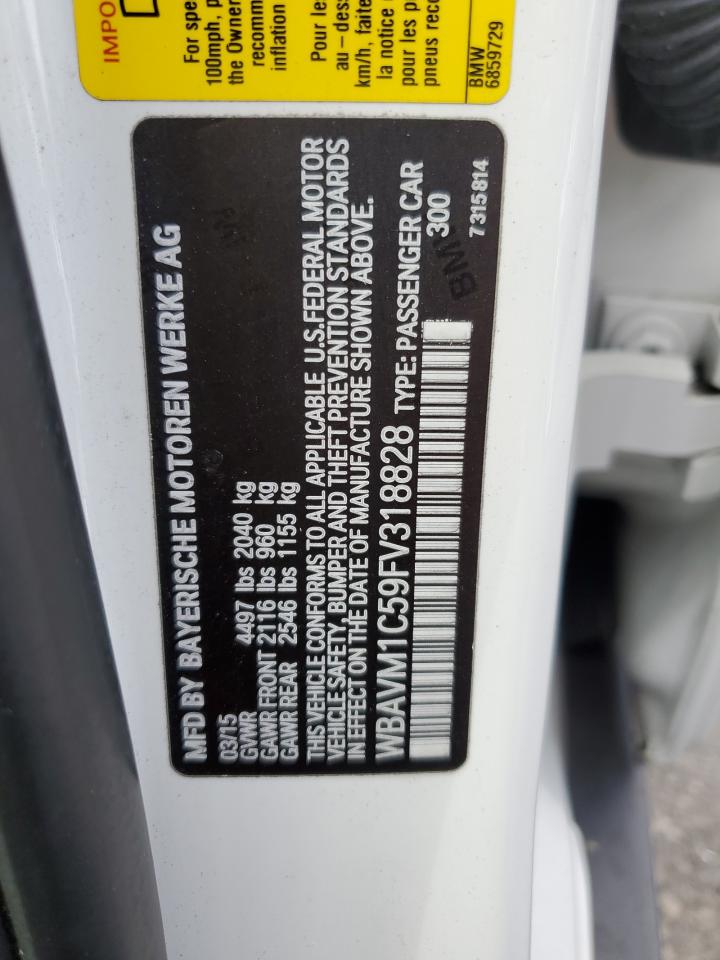 IMPO
For spe
100mph, p
the Owner
recomm
inflation
Pour les
au-dess
km/h, faite
la notice
pour les p
pneus reco
BMW
6859729
MFD BY BAYERISCHE MOTOREN WERKE AG
03/15
GVWR 4497 lbs 2040 kg
GAWR FRONT 2116 lbs 960 kg
GAWR REAR 2546 lbs 1155 kg
THIS VEHICLE CONFORMS TO ALL APPLICABLE U.S.FEDERAL MOTOR
VEHICLE SAFETY, BUMPER AND THEFT PREVENTION STANDARDS
IN EFFECT ON THE DATE OF MANUFACTURE SHOWN ABOVE.
WBAVM1C59FV318828 TYPE: PASSENGER CAR
300
BMW
7315814